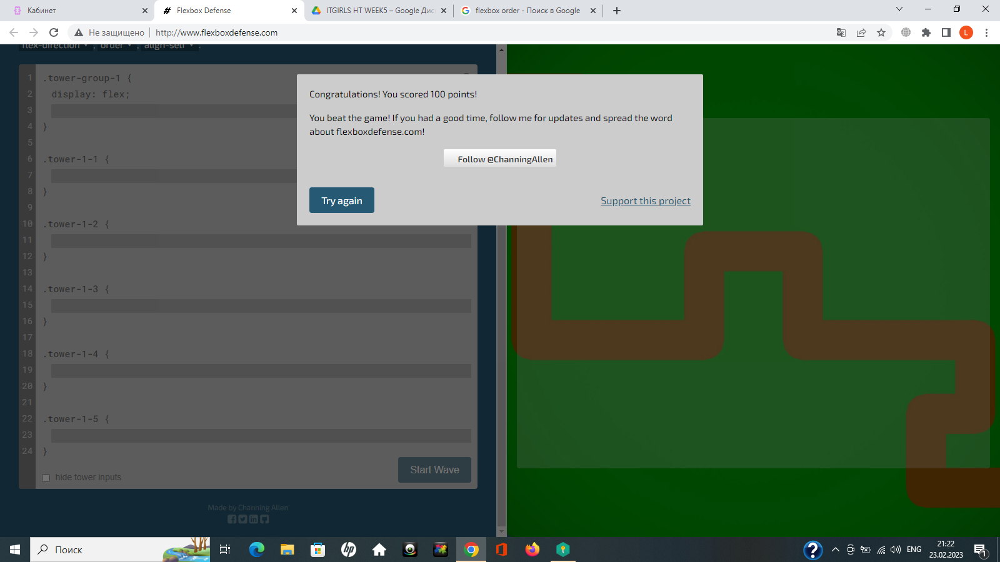 Кабинет
Flexbox Defense
ITGIRLS HT WEEK5 – Google Дис
flexbox order - Поиск в Google
Не защищено
http://www.flexboxdefense.com
L
flex-direction , order , align-self .
1 .tower-group-1 {
2 display: flex;
3
4 }
5
6 .tower-1-1 {
7
8 }
9
10 .tower-1-2 {
11
12 }
13
14 .tower-1-3 {
15
16 }
17
18 .tower-1-4 {
19
20 }
21
22 .tower-1-5 {
23
24 }
hide tower inputs
Start Wave
Made by Channing Allen
Congratulations! You scored 100 points!
You beat the game! If you had a good time, follow me for updates and spread the word
about flexboxdefense.com!
Follow @ChanningAllen
Try again
Support this project
Поиск
hp
ENG
21:22
23.02.2023
1